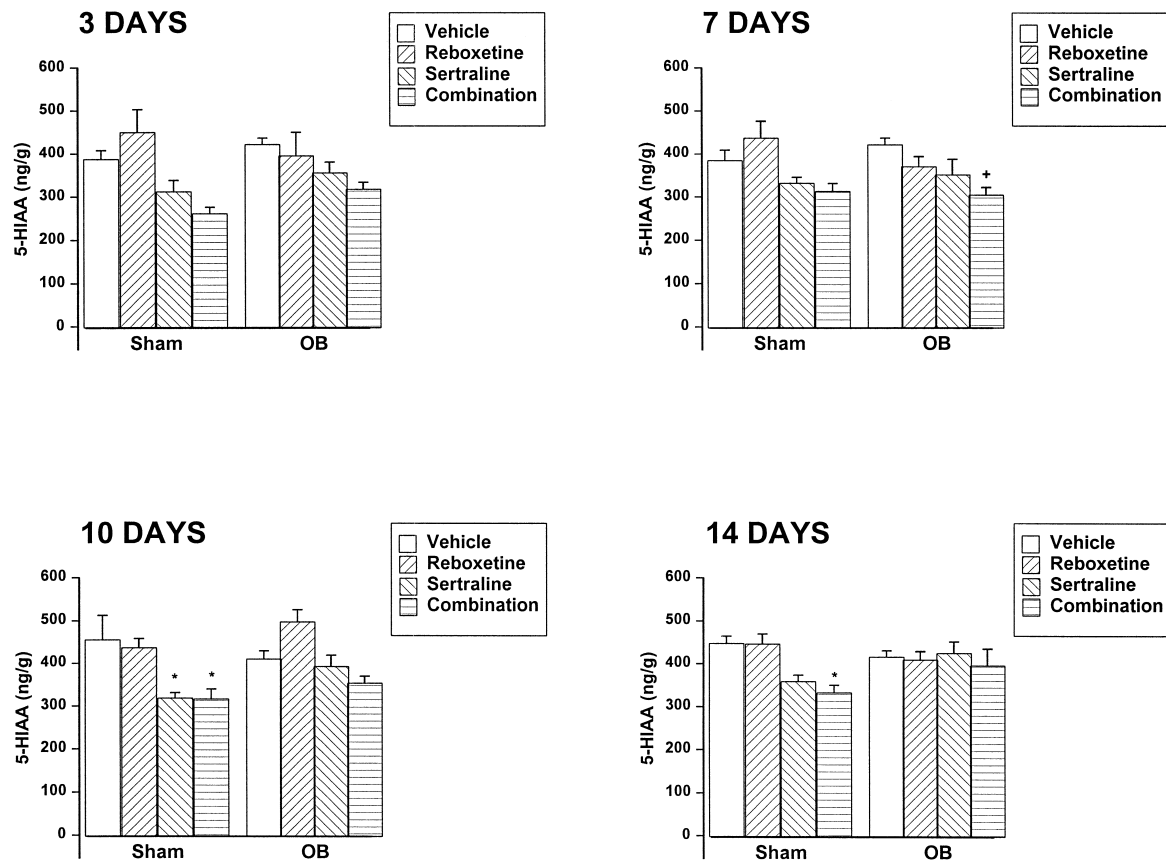 3 DAYS
Vehicle
Reboxetine
Sertraline
Combination
600
500
400
300
200
100
0
5-HIAA (ng/g)
Sham
OB
7 DAYS
Vehicle
Reboxetine
Sertraline
Combination
600
500
400
300
200
100
0
5-HIAA (ng/g)
+
Sham
OB
10 DAYS
Vehicle
Reboxetine
Sertraline
Combination
600
500
400
300
200
100
0
5-HIAA (ng/g)
* *
Sham
OB
14 DAYS
Vehicle
Reboxetine
Sertraline
Combination
600
500
400
300
200
100
0
5-HIAA (ng/g)
*
Sham
OB